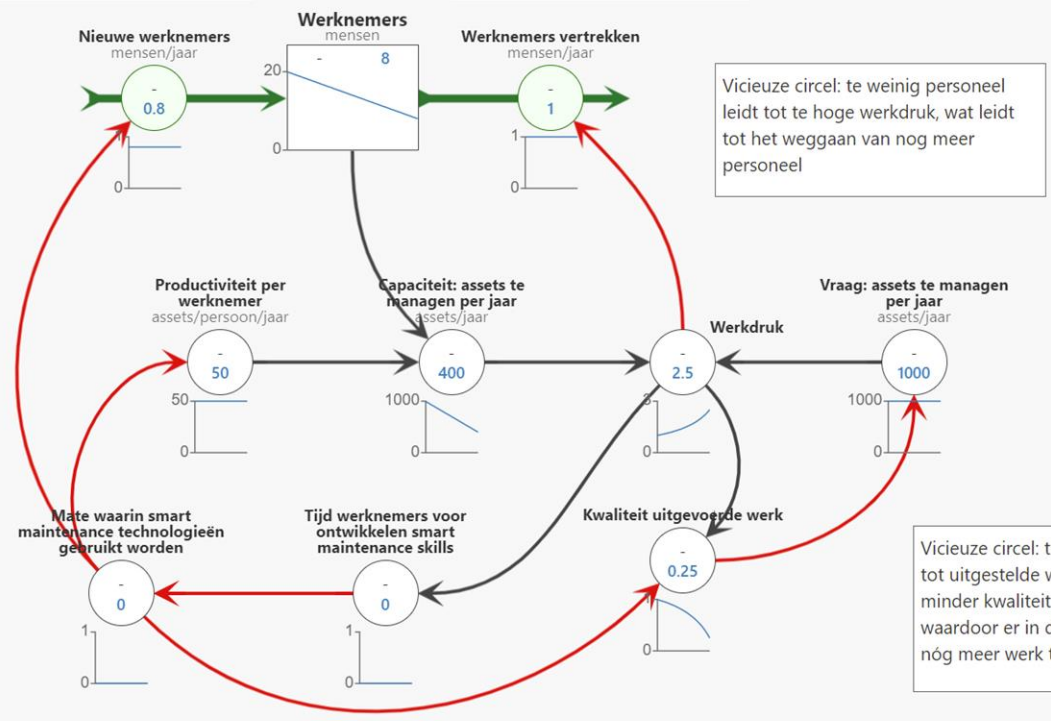 Werknemers
mensen
Nieuwe werknemers
mensen/jaar
Werknemers vertrekken
mensen/jaar
-
0.8
20
0
-
8
-
1
1
0
1
0
Vicieuze circel: te weinig personeel
leidt tot te hoge werkdruk, wat leidt
tot het weggaan van nog meer
personeel
Productiviteit per
werknemer
assets/persoon/jaar
-
50
50
0
Capaciteit: assets te
managen per jaar
assets/jaar
-
400
1000
0
Werkdruk
-
2.5
3
0
Vraag: assets te managen
per jaar
assets/jaar
-
1000
1000
0
Mate waarin smart
maintenance technologieën
gebruikt worden
-
0
1
0
Tijd werknemers voor
ontwikkelen smart
maintenance skills
-
0
1
0
Kwaliteit uitgevoerde werk
-
0.25
1
0
Vicieuze circel: t
tot uitgestelde w
minder kwaliteit
waardoor er in d
nóg meer werk t